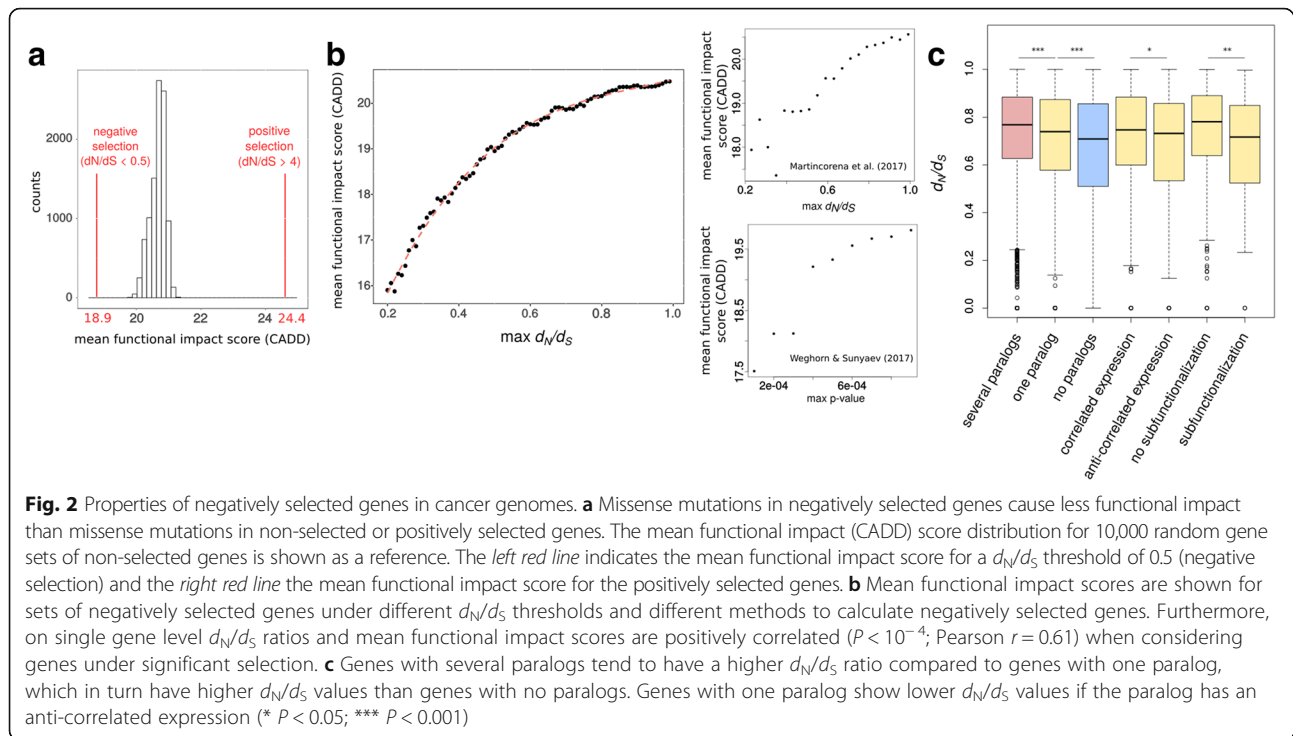 a
negative selection (dN/dS < 0.5)
positive selection (dN/dS > 4)
counts
2000
1000
0
18.9 20 22 24 24.4
mean functional impact score (CADD)
b
mean functional impact score (CADD)
20
19
18
17
16
0.2 0.4 0.6 0.8 1.0
max dN/dS
mean functional impact score (CADD)
20.0
19.0
18.0
Martincorena et al. (2017)
0.2 0.6 1.0
max dN/dS
mean functional impact score (CADD)
19.5
18.5
17.5
Weghorn & Sunyaev (2017)
2e-04 6e-04
max p-value
c
*** *** * **
dN/dS
1.0
0.8
0.6
0.4
0.2
0.0
several paralogs
one paralog
no paralogs
correlated expression
anti-correlated expression
no subfunctionalization
subfunctionalization
Fig. 2 Properties of negatively selected genes in cancer genomes. a Missense mutations in negatively selected genes cause less functional impact
than missense mutations in non-selected or positively selected genes. The mean functional impact (CADD) score distribution for 10,000 random gene
sets of non-selected genes is shown as a reference. The left red line indicates the mean functional impact score for a dN/dS threshold of 0.5 (negative
selection) and the right red line the mean functional impact score for the positively selected genes. b Mean functional impact scores are shown for
sets of negatively selected genes under different dN/dS thresholds and different methods to calculate negatively selected genes. Furthermore,
on single gene level dN/dS ratios and mean functional impact scores are positively correlated (P < 10⁻⁴; Pearson r = 0.61) when considering
genes under significant selection. c Genes with several paralogs tend to have a higher dN/dS ratio compared to genes with one paralog,
which in turn have higher dN/dS values than genes with no paralogs. Genes with one paralog show lower dN/dS values if the paralog has an
anti-correlated expression (* P < 0.05; *** P < 0.001)